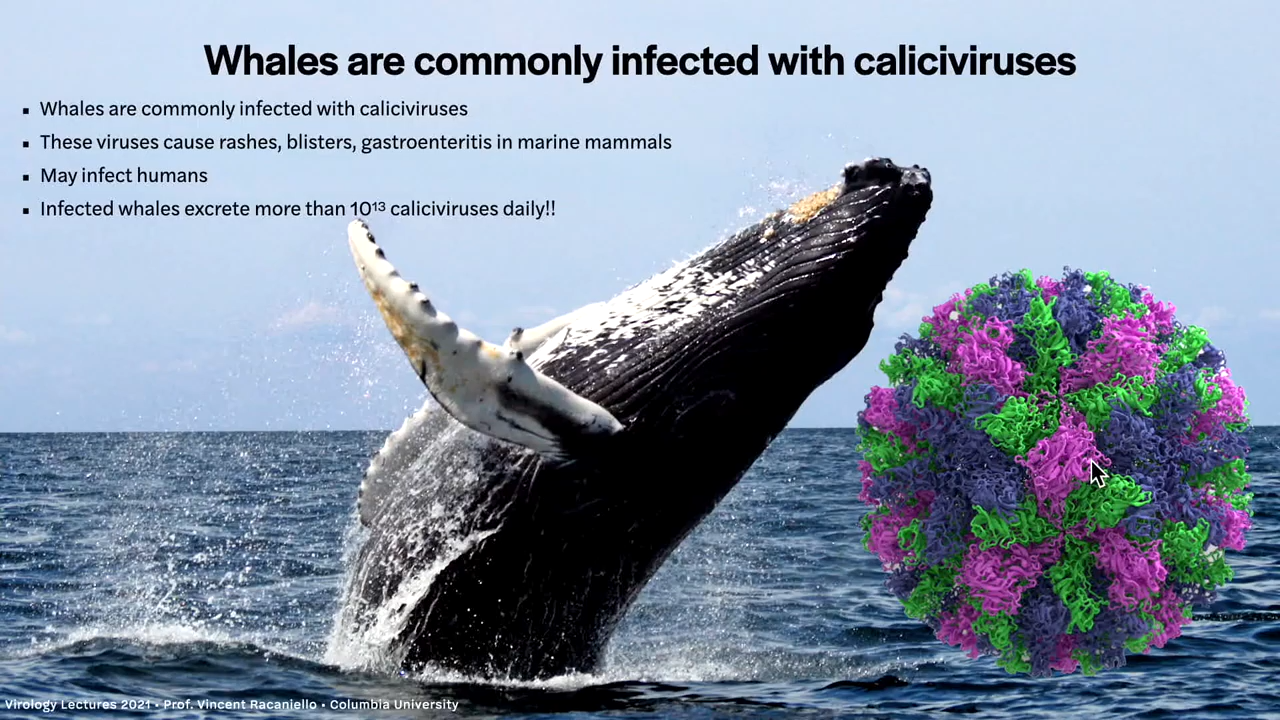 Whales are commonly infected with caliciviruses
▪ Whales are commonly infected with caliciviruses
▪ These viruses cause rashes, blisters, gastroenteritis in marine mammals
▪ May infect humans
▪ Infected whales excrete more than 10¹³ caliciviruses daily!!
Virology Lectures 2021 • Prof. Vincent Racaniello • Columbia University